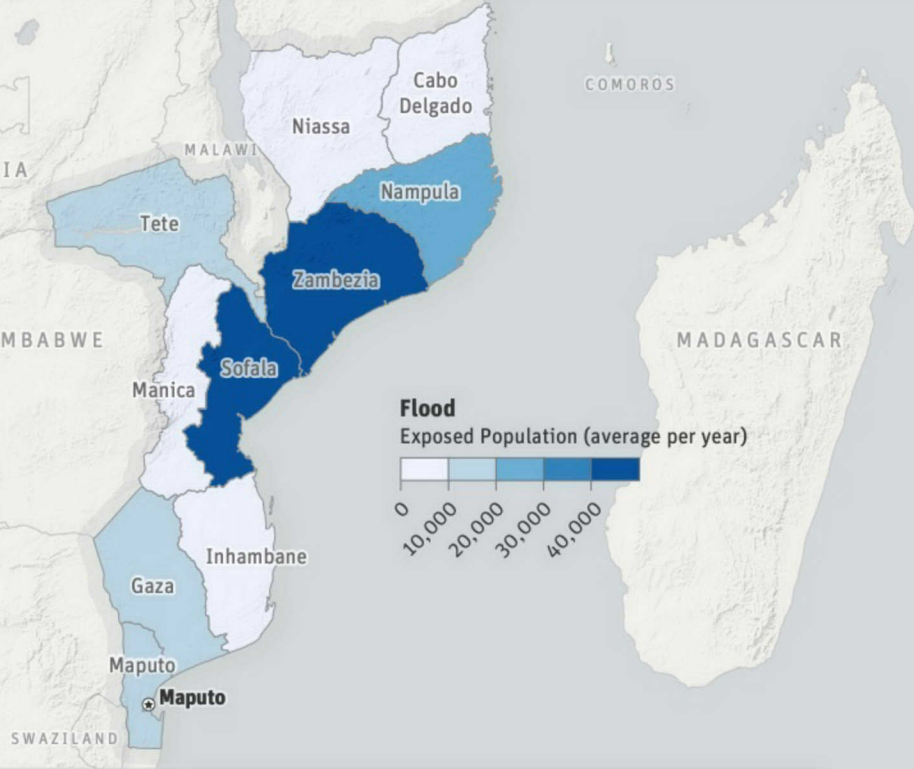 Cabo
Delgado
Niassa
COMOROS
MALAWI
IA
Nampula
Tete
Zambezia
MBABWE
MADAGASCAR
Sofala
Manica
Flood
Exposed Population (average per year)
0
10,000
20,000
30,000
40,000
Inhambane
Gaza
Maputo
Maputo
SWAZILAND